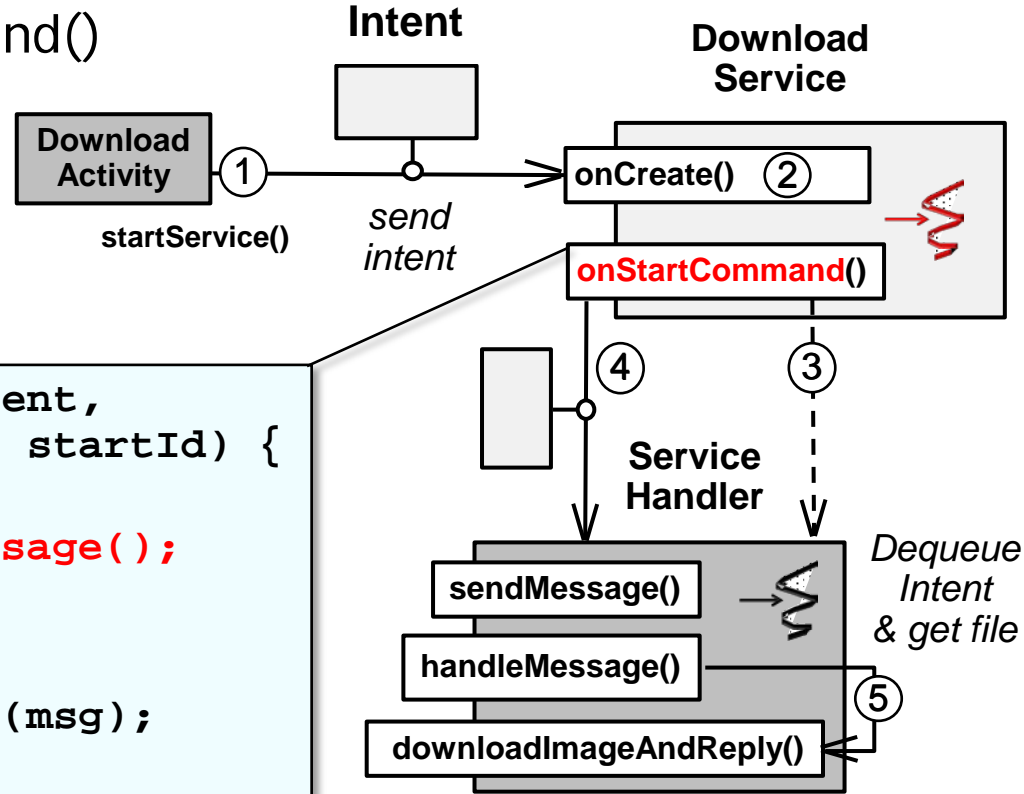 nd()
Intent
Download
Service
Download
Activity
1
onCreate()
2
startService()
send
intent
onStartCommand()
4
3
ent,
startId) {
sage();
(msg);
Service
Handler
Dequeue
Intent
& get file
sendMessage()
handleMessage()
5
downloadImageAndReply()